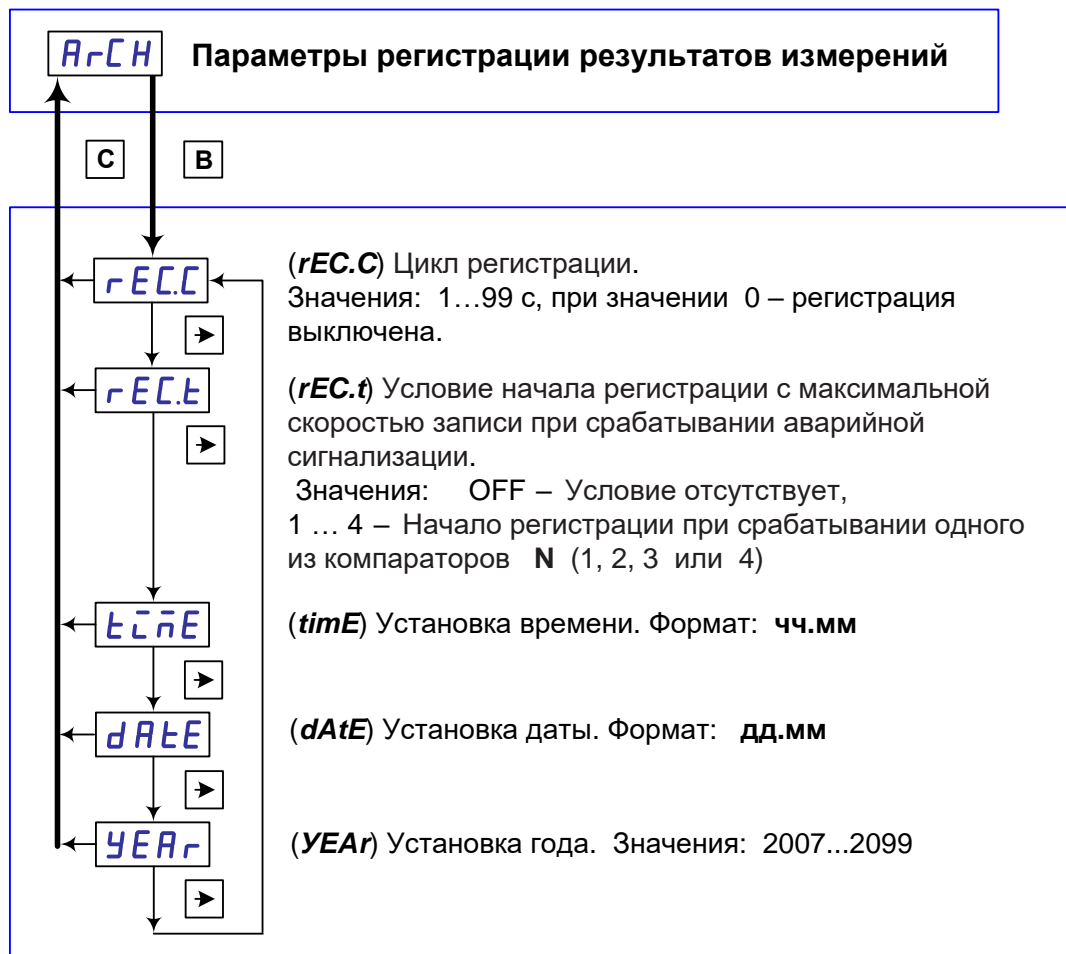 ArCH Параметры регистрации результатов измерений
C B
rEC.C (rEC.C) Цикл регистрации.
Значения: 1…99 с, при значении 0 – регистрация
выключена.
rEC.t (rEC.t) Условие начала регистрации с максимальной
скоростью записи при срабатывании аварийной
сигнализации.
Значения: OFF – Условие отсутствует,
1 … 4 – Начало регистрации при срабатывании одного
из компараторов N (1, 2, 3 или 4)
timE (timE) Установка времени. Формат: чч.мм
dAtE (dAtE) Установка даты. Формат: дд.мм
YEAr (YEAr) Установка года. Значения: 2007...2099